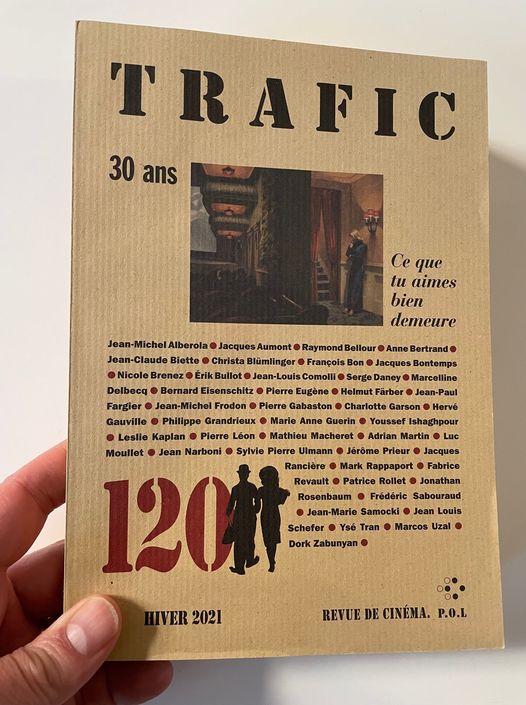 TRAFIC
30 ans
Ce que
tu aimes
bien
demeure
Jean-Michel Alberola ● Jacques Aumont ● Raymond Bellour ● Anne Bertrand ●
Jean-Claude Biette ● Christa Blümlinger ● François Bon ● Jacques Bontemps
● Nicole Brenez ● Érik Bullot ● Jean-Louis Comolli ● Serge Daney ● Marcelline
Delbecq ● Bernard Eisenschitz ● Pierre Eugène ● Helmut Färber ● Jean-Paul
Fargier ● Jean-Michel Frodon ● Pierre Gabaston ● Charlotte Garson ● Hervé
Gauville ● Philippe Grandrieux ● Marie Anne Guerin ● Youssef Ishaghpour
● Leslie Kaplan ● Pierre Léon ● Mathieu Macheret ● Adrian Martin ● Luc
Moullet ● Jean Narboni ● Sylvie Pierre Ulmann ● Jérôme Prieur ● Jacques
Rancière ● Mark Rappaport ● Fabrice
Revault ● Patrice Rollet ● Jonathan
Rosenbaum ● Frédéric Sabouraud
● Jean-Marie Samocki ● Jean Louis
Schefer ● Ysé Tran ● Marcos Uzal ●
Dork Zabunyan ●
120
HIVER 2021
REVUE DE CINÉMA. P.O.L